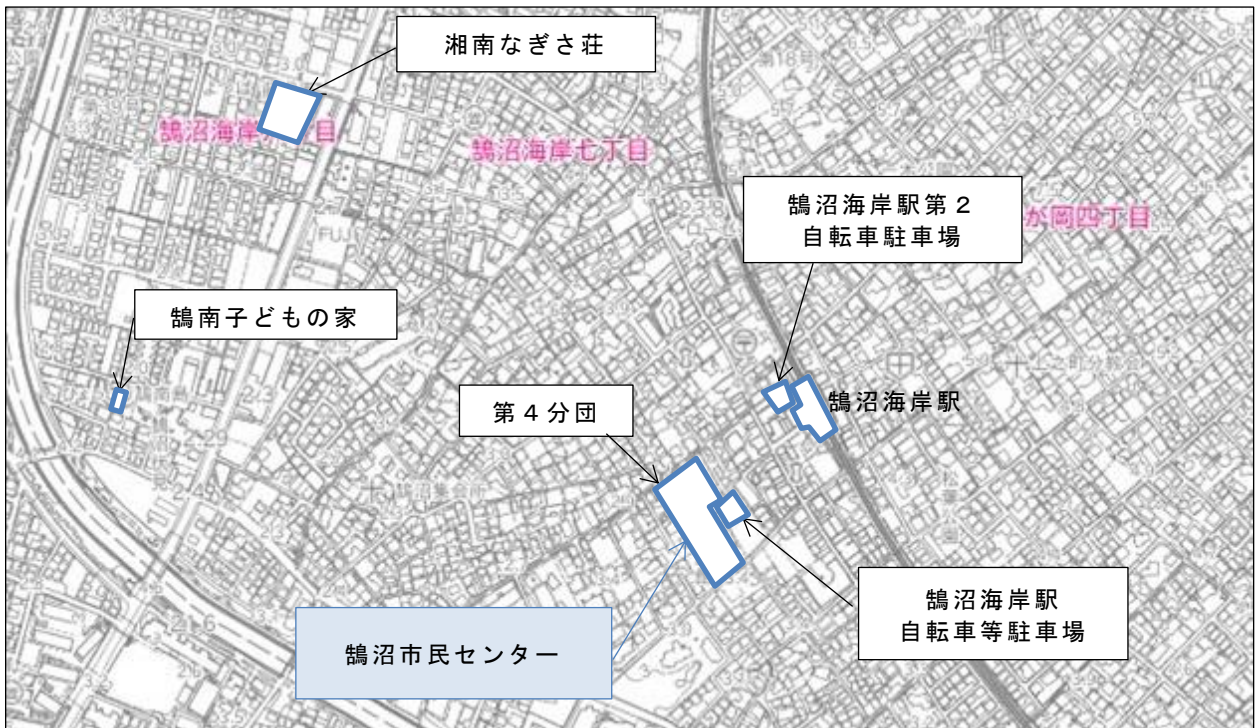 湘南なぎさ荘
鵠沼海岸
目
鵠沼海岸七丁目
鵠沼海岸駅第２
自転車駐車場
が岡四丁目
鵠南子どもの家
鵠沼海岸駅
第４分団
鵠沼海岸駅
自転車等駐車場
鵠沼市民センター